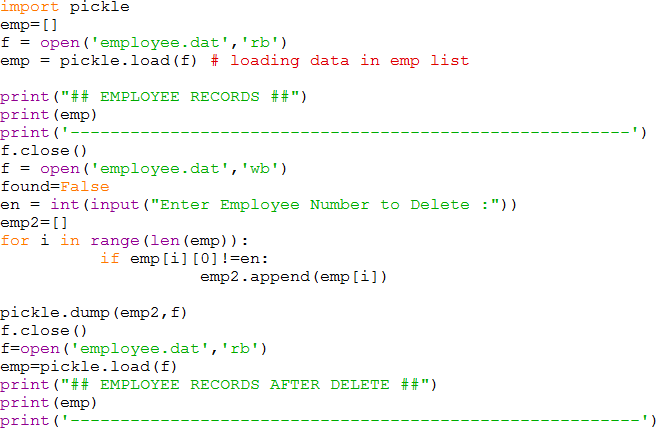 import pickle
emp=[]
f = open('employee.dat','rb')
emp = pickle.load(f) # loading data in emp list
print("## EMPLOYEE RECORDS ##")
print(emp)
print('--------------------------------------------------------')
f.close()
f = open('employee.dat','wb')
found=False
en = int(input("Enter Employee Number to Delete :"))
emp2=[]
for i in range(len(emp)):
if emp[i][0]!=en:
emp2.append(emp[i])
pickle.dump(emp2,f)
f.close()
f=open('employee.dat','rb')
emp=pickle.load(f)
print("## EMPLOYEE RECORDS AFTER DELETE ##")
print(emp)
print('---------------------------------------------------------')